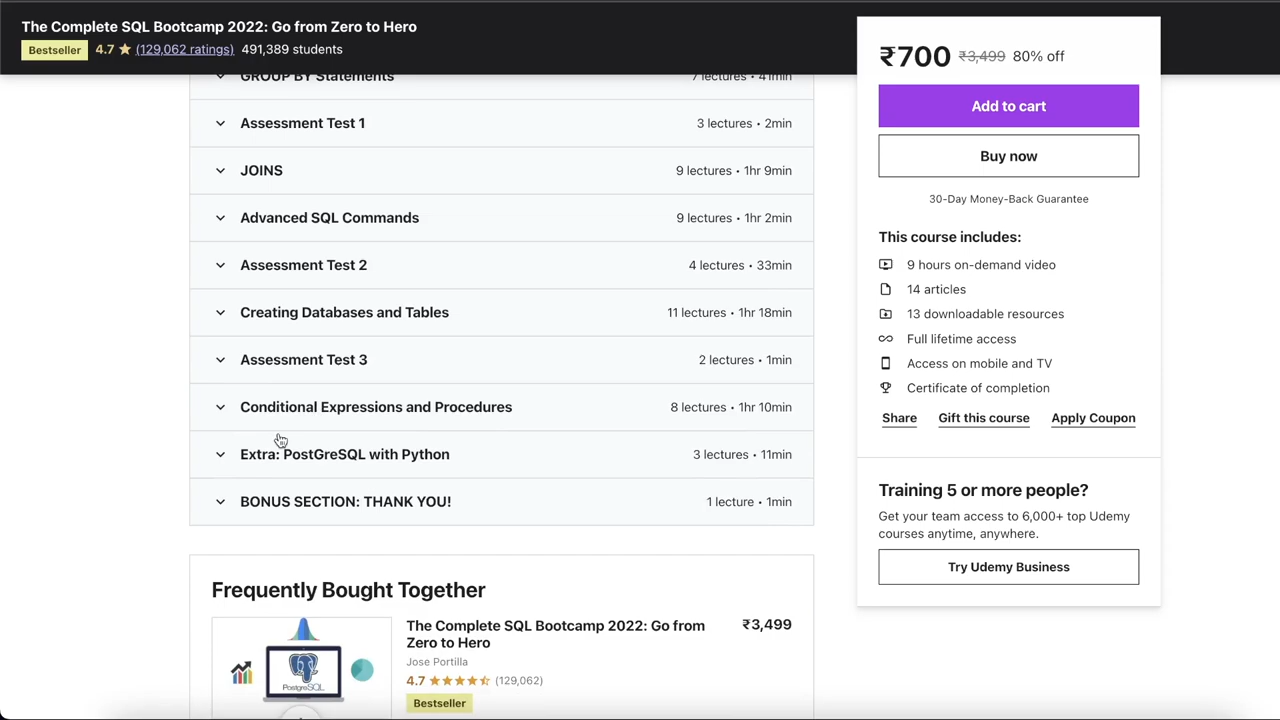 The Complete SQL Bootcamp 2022: Go from Zero to Hero
Bestseller 4.7 (129,062 ratings) 491,389 students
GROUP BY Statements 7 lectures • 41min
Assessment Test 1 3 lectures • 2min
JOINS 9 lectures • 1hr 9min
Advanced SQL Commands 9 lectures • 1hr 2min
Assessment Test 2 4 lectures • 33min
Creating Databases and Tables 11 lectures • 1hr 18min
Assessment Test 3 2 lectures • 1min
Conditional Expressions and Procedures 8 lectures • 1hr 10min
Extra: PostGreSQL with Python 3 lectures • 11min
BONUS SECTION: THANK YOU! 1 lecture • 1min
Frequently Bought Together
The Complete SQL Bootcamp 2022: Go from ₹3,499
Zero to Hero
Jose Portilla
4.7 (129,062)
Bestseller
PostgreSQL
₹700 ₹3,499 80% off
Add to cart
Buy now
30-Day Money-Back Guarantee
This course includes:
9 hours on-demand video
14 articles
13 downloadable resources
Full lifetime access
Access on mobile and TV
Certificate of completion
Share Gift this course Apply Coupon
Training 5 or more people?
Get your team access to 6,000+ top Udemy
courses anytime, anywhere.
Try Udemy Business